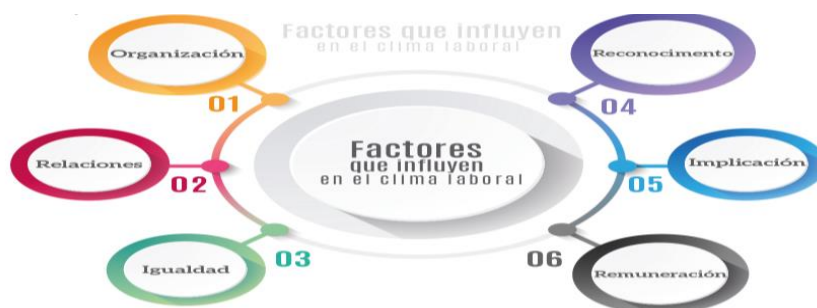 Factores que influyen
en el clima laboral
Organización
01
Relaciones
02
Igualdad
03
Factores
que influyen
en el clima laboral
Reconocimento
04
Implicación
05
Remuneración
06